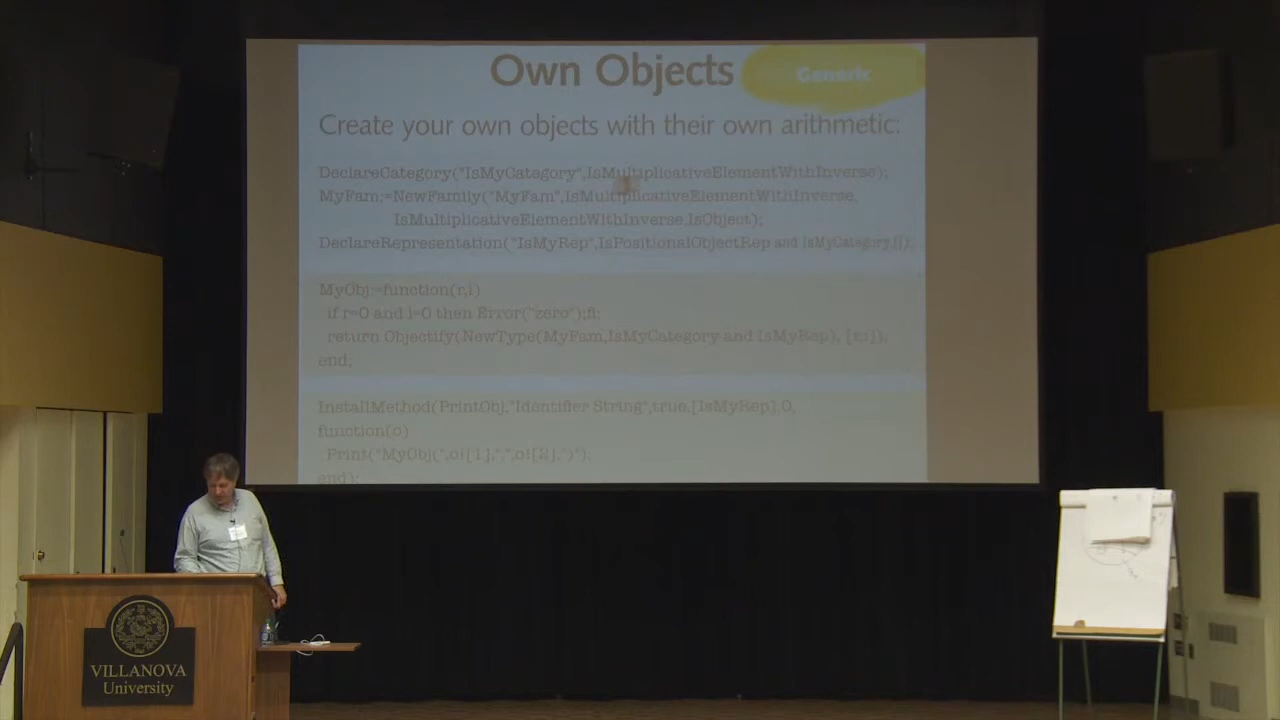 Own Objects
Generic
Create your own objects with their own arithmetic:
DeclareCategory("IsMyCategory",IsMultiplicativeElementWithInverse);
MyFam:=NewFamily("MyFam",IsMultiplicativeElementWithInverse,
IsMultiplicativeElementWithInverse,IsObject);
DeclareRepresentation("IsMyRep",IsPositionalObjectRep and IsMyCategory,[]);
MyObj:=function(r,i)
if r=0 and i=0 then Error("zero");fi;
return Objectify(NewType(MyFam,IsMyCategory and IsMyRep),
end;
InstallMethod(PrintObj,"Identifier String",true,[IsMyRep],0,
function(o)
Print("MyObj(",o![1],",",o![2],")");
end);
VILLANOVA
University